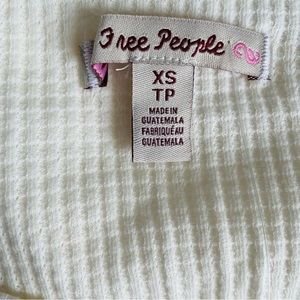 Free People
XS
TP
MADE IN
GUATEMALA
FABRIQUÉ AU
GUATEMALA